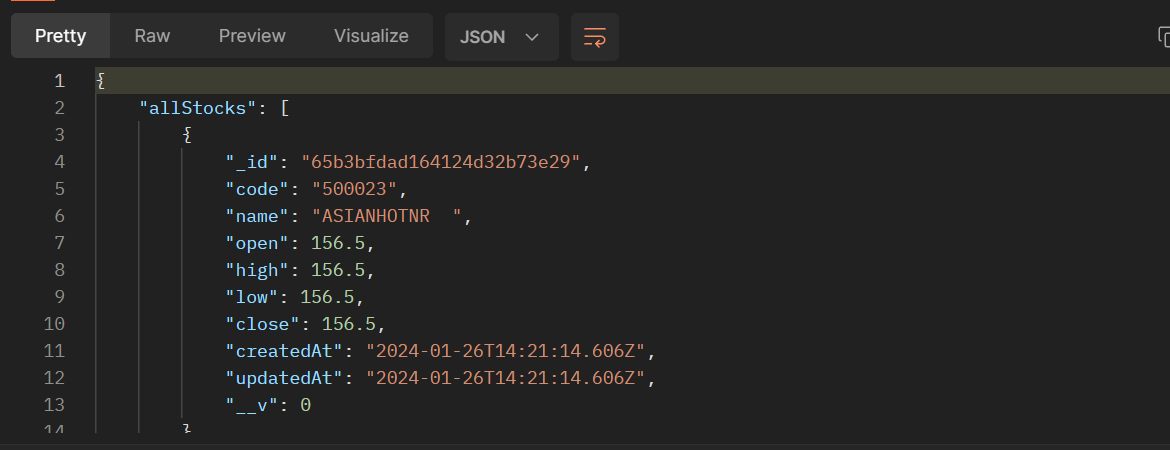 Pretty Raw Preview Visualize JSON
1 {
2 "allStocks": [
3 {
4 "_id": "65b3bfdad164124d32b73e29",
5 "code": "500023",
6 "name": "ASIANHOTNR  ",
7 "open": 156.5,
8 "high": 156.5,
9 "low": 156.5,
10 "close": 156.5,
11 "createdAt": "2024-01-26T14:21:14.606Z",
12 "updatedAt": "2024-01-26T14:21:14.606Z",
13 "__v": 0
14 }